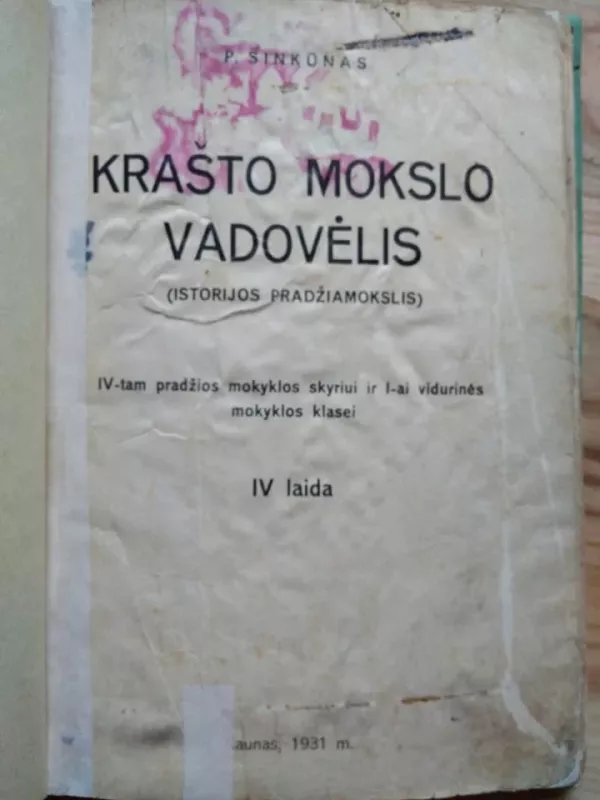 P. ŠINKŪNAS
KRAŠTO MOKSLO
VADOVĖLIS
(ISTORIJOS PRADŽIAMOKSLIS)
IV-tam pradžios mokyklos skyriui ir I-ai vidurinės
mokyklos klasei
IV laida
aunas, 1931 m.